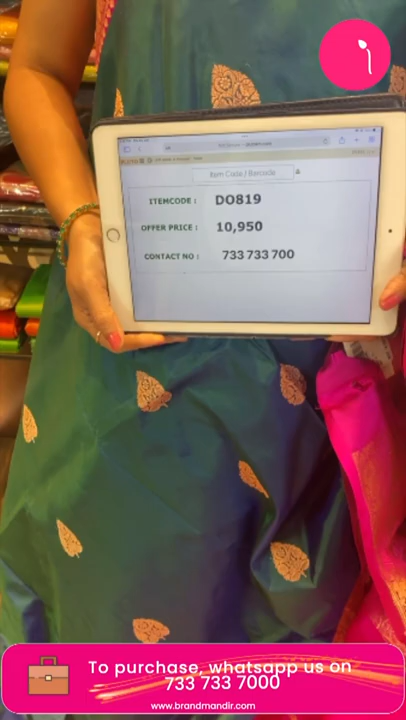 Item Code / Barcode
ITEMCODE : DO819
OFFER PRICE : 10,950
CONTACT NO : 733 733 700
To purchase, whatsapp us on
733 733 7000
www.brandmandir.com